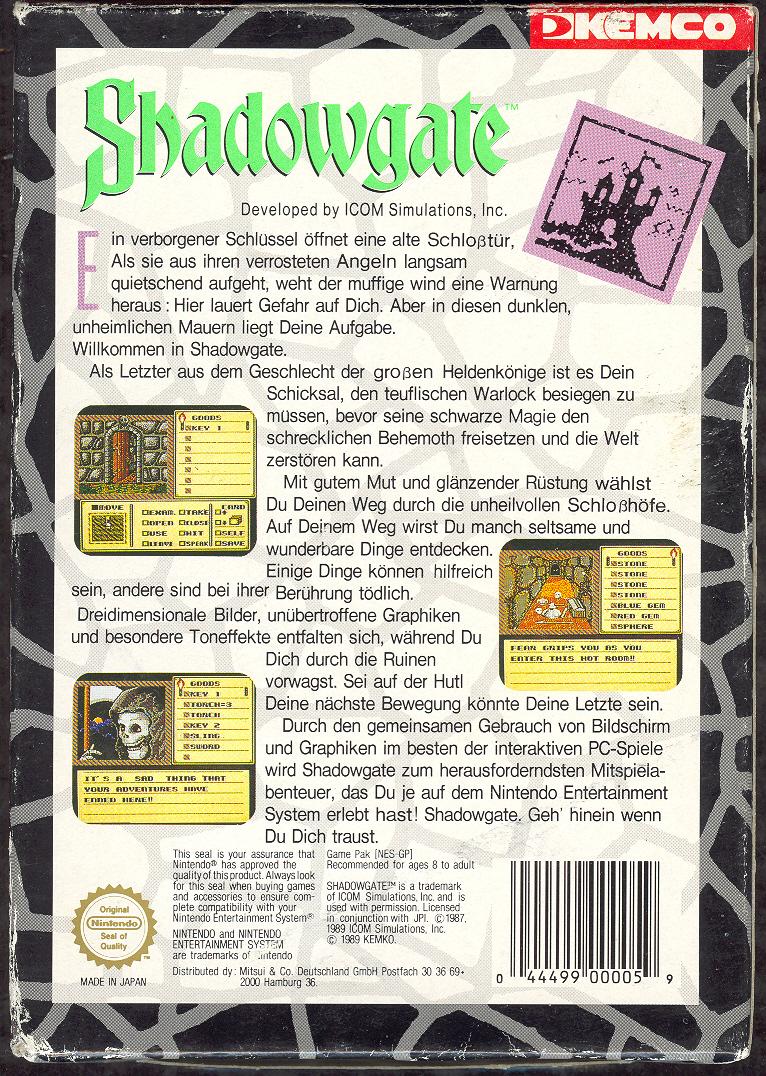 KEMCO
Shadowgate™
Developed by ICOM Simulations, Inc.
Ein verborgener Schlüssel öffnet eine alte Schloßtür,
Als sie aus ihren verrosteten Angeln langsam
quietschend aufgeht, weht der muffige wind eine Warnung
heraus : Hier lauert Gefahr auf Dich. Aber in diesen dunklen,
unheimlichen Mauern liegt Deine Aufgabe.
Willkommen in Shadowgate.
Als Letzter aus dem Geschlecht der großen Heldenkönige ist es Dein
Schicksal, den teuflischen Warlock besiegen zu
müssen, bevor seine schwarze Magie den
schrecklichen Behemoth freisetzen und die Welt
zerstören kann.
Mit gutem Mut und glänzender Rüstung wählst
Du Deinen Weg durch die unheilvollen Schloßhöfe.
Auf Deinem Weg wirst Du manch seltsame und
wunderbare Dinge entdecken.
Einige Dinge können hilfreich
sein, andere sind bei ihrer Berührung tödlich.
Dreidimensionale Bilder, unübertroffene Graphiken
und besondere Toneffekte entfalten sich, während Du
Dich durch die Ruinen
vorwagst. Sei auf der Hut!
Deine nächste Bewegung könnte Deine Letzte sein.
Durch den gemeinsamen Gebrauch von Bildschirm
und Graphiken im besten der interaktiven PC-Spiele
wird Shadowgate zum herausforderndsten Mitspiela-
benteuer, das Du je auf dem Nintendo Entertainment
System erlebt hast! Shadowgate. Geh' hinein wenn
Du Dich traust.
GOODS
KEY 1
MOVE
EXAM. TAKE CARD
OPEN CLOSE
USE HIT SELF
LEAVE SPEAK SAVE
GOODS
STONE
STONE
STONE
STONE
BLUE GEM
RED GEM
SPHERE
FEAR GRIPS YOU AS YOU
ENTER THIS HOT ROOM!!
GOODS
KEY 1
TORCH=3
TORCH
KEY 2
SLING
SWORD
IT'S A SAD THING THAT
YOUR ADVENTURES HAVE
ENDED HERE!!
Original
Nintendo
Seal of
Quality
™
MADE IN JAPAN
This seal is your assurance that
Nintendo® has approved the
quality of this product. Always look
for this seal when buying games
and accessories to ensure com-
plete compatibility with your
Nintendo Entertainment System®
NINTENDO and NINTENDO
ENTERTAINMENT SYSTEM
are trademarks of Nintendo
Game Pak [NES-GP]
Recommended for ages 8 to adult
SHADOWGATE™ is a trademark
of ICOM Simulations, Inc. and is
used with permission. Licensed
in conjunction with JPI. ©1987,
1989 ICOM Simulations, Inc.
© 1989 KEMKO.
Distributed by: Mitsui & Co. Deutschland GmbH Postfach 30 36 69·
2000 Hamburg 36.
0 44499 00005 9